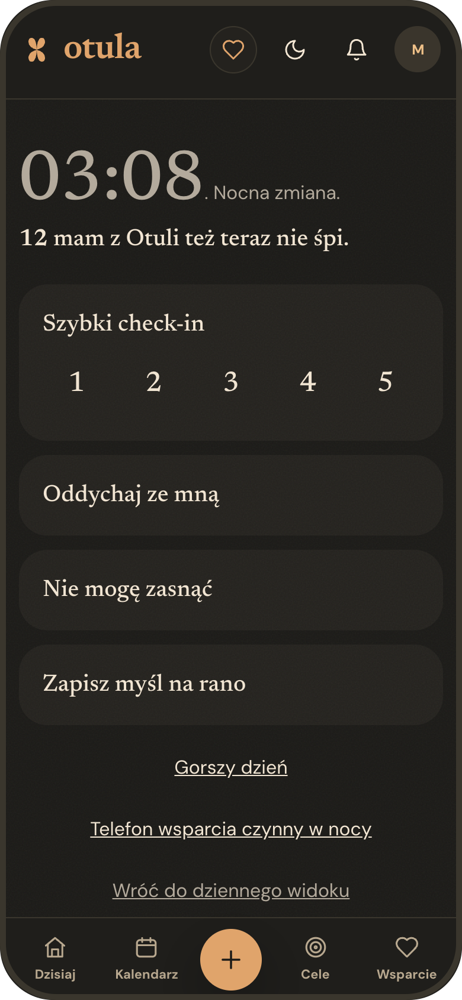 otula
M
03:08. Nocna zmiana.
12 mam z Otuli też teraz nie śpi.
Szybki check-in
1 2 3 4 5
Oddychaj ze mną
Nie mogę zasnąć
Zapisz myśl na rano
Gorszy dzień
Telefon wsparcia czynny w nocy
Wróć do dziennego widoku
Dzisiaj Kalendarz Cele Wsparcie